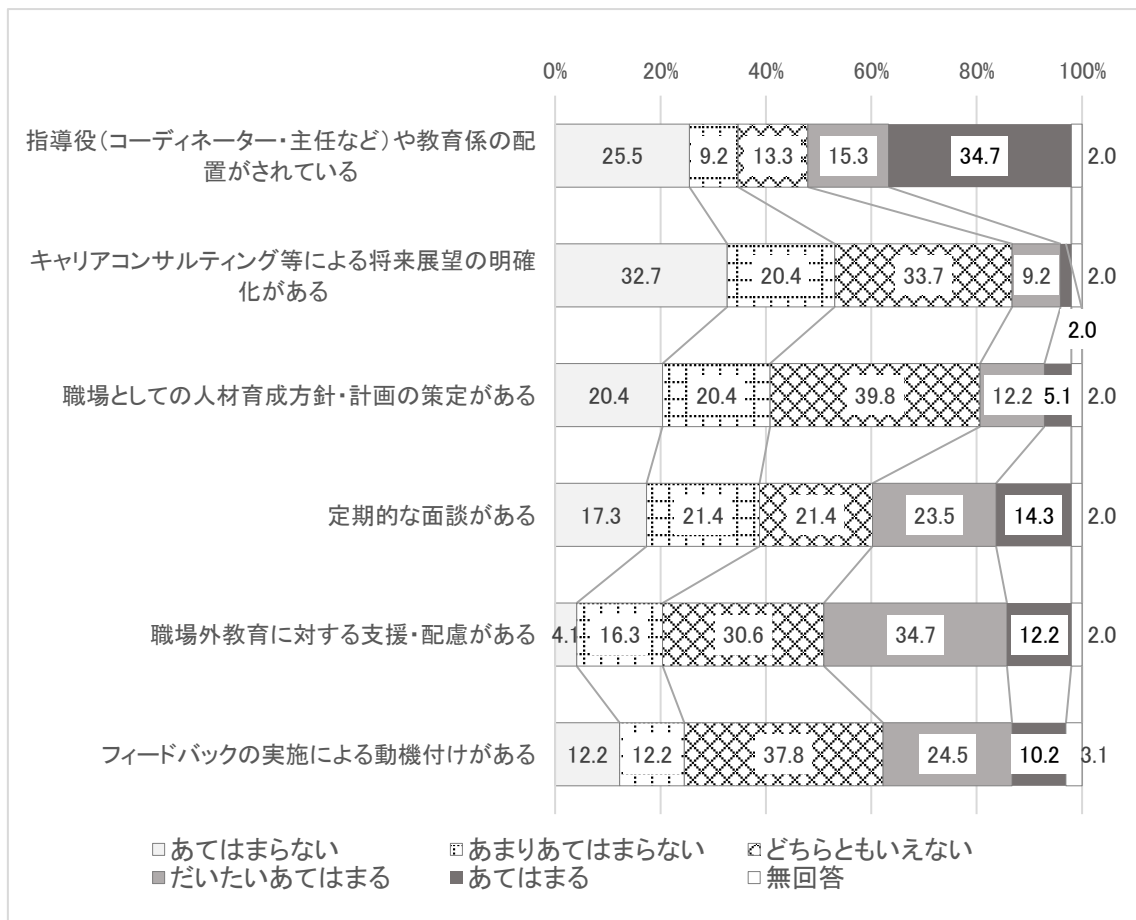 0% 20% 40% 60% 80% 100%
指導役(コーディネーター・主任など)や教育係の配
置がされている
25.5 9.2 13.3 15.3 34.7 2.0
キャリアコンサルティング等による将来展望の明確
化がある
32.7 20.4 33.7 9.2 2.0
2.0
職場としての人材育成方針・計画の策定がある
20.4 20.4 39.8 12.2 5.1 2.0
定期的な面談がある
17.3 21.4 21.4 23.5 14.3 2.0
職場外教育に対する支援・配慮がある
4.1 16.3 30.6 34.7 12.2 2.0
フィードバックの実施による動機付けがある
12.2 12.2 37.8 24.5 10.2 3.1
あてはまらない あまりあてはまらない どちらともいえない
だいたいあてはまる あてはまる 無回答